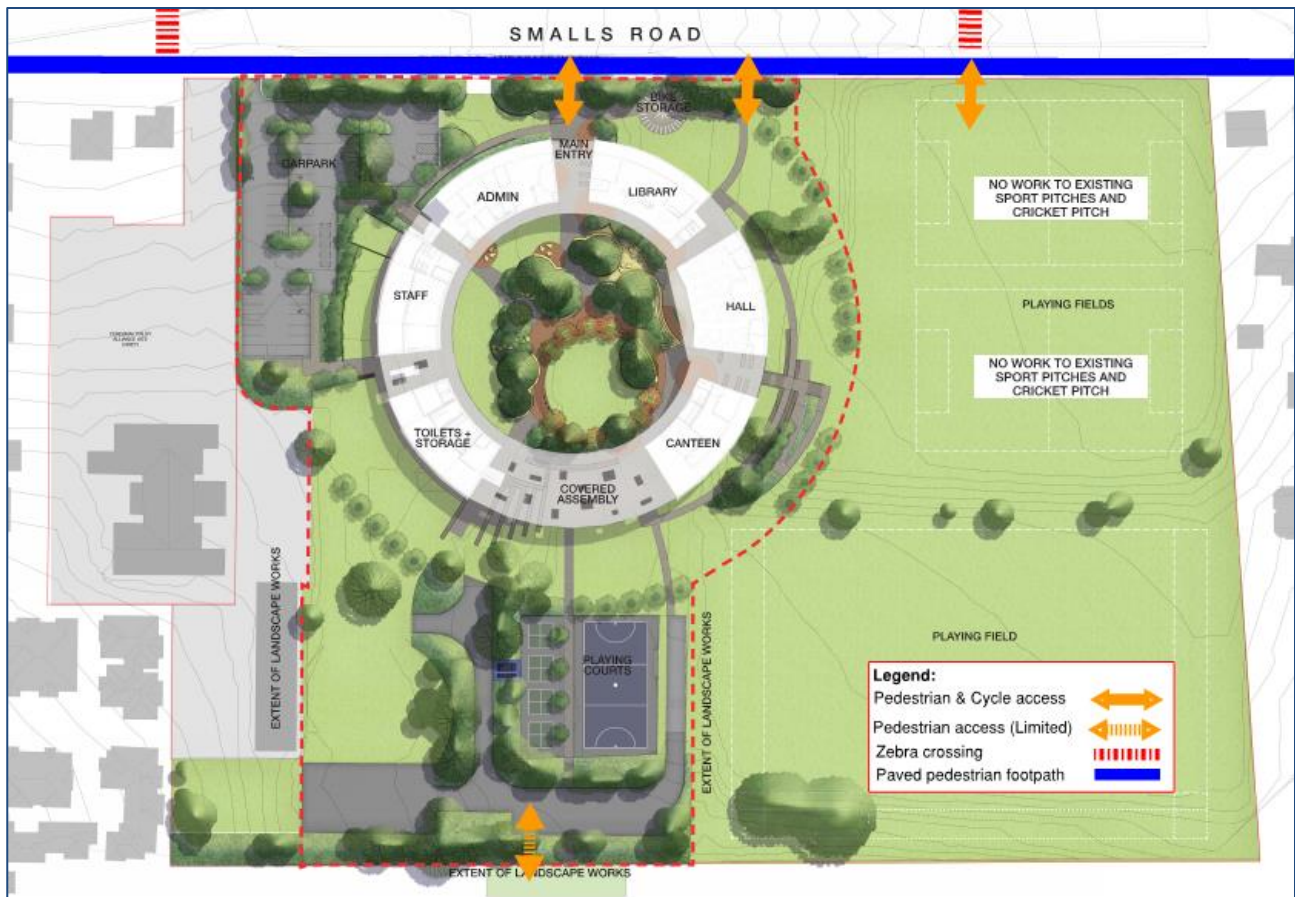 SMALLS ROAD
BIKE
STORAGE
MAIN
ENTRY
CARPARK
ADMIN
LIBRARY
NO WORK TO EXISTING
SPORT PITCHES AND
CRICKET PITCH
STAFF
HALL
PLAYING FIELDS
NO WORK TO EXISTING
SPORT PITCHES AND
CRICKET PITCH
TOILETS +
STORAGE
CANTEEN
COVERED
ASSEMBLY
EXTENT OF LANDSCAPE WORKS
PLAYING
COURTS
EXTENT OF LANDSCAPE WORKS
PLAYING FIELD
Legend:
Pedestrian & Cycle access
Pedestrian access (Limited)
Zebra crossing
Paved pedestrian footpath
EXTENT OF LANDSCAPE WORKS